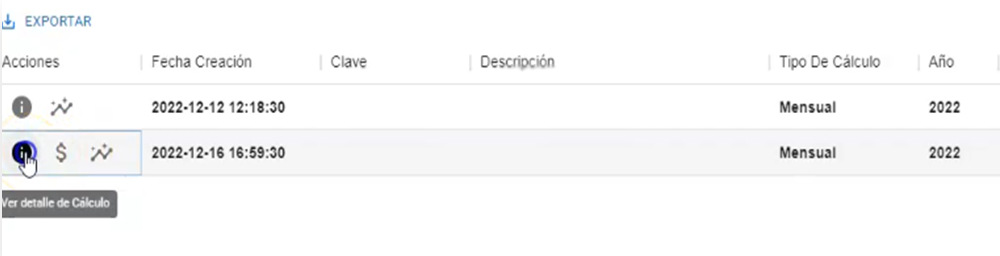 EXPORTAR
Acciones Fecha Creación Clave Descripción Tipo De Cálculo Año
2022-12-12 12:18:30 Mensual 2022
$ 2022-12-16 16:59:30 Mensual 2022
Ver detalle de Cálculo